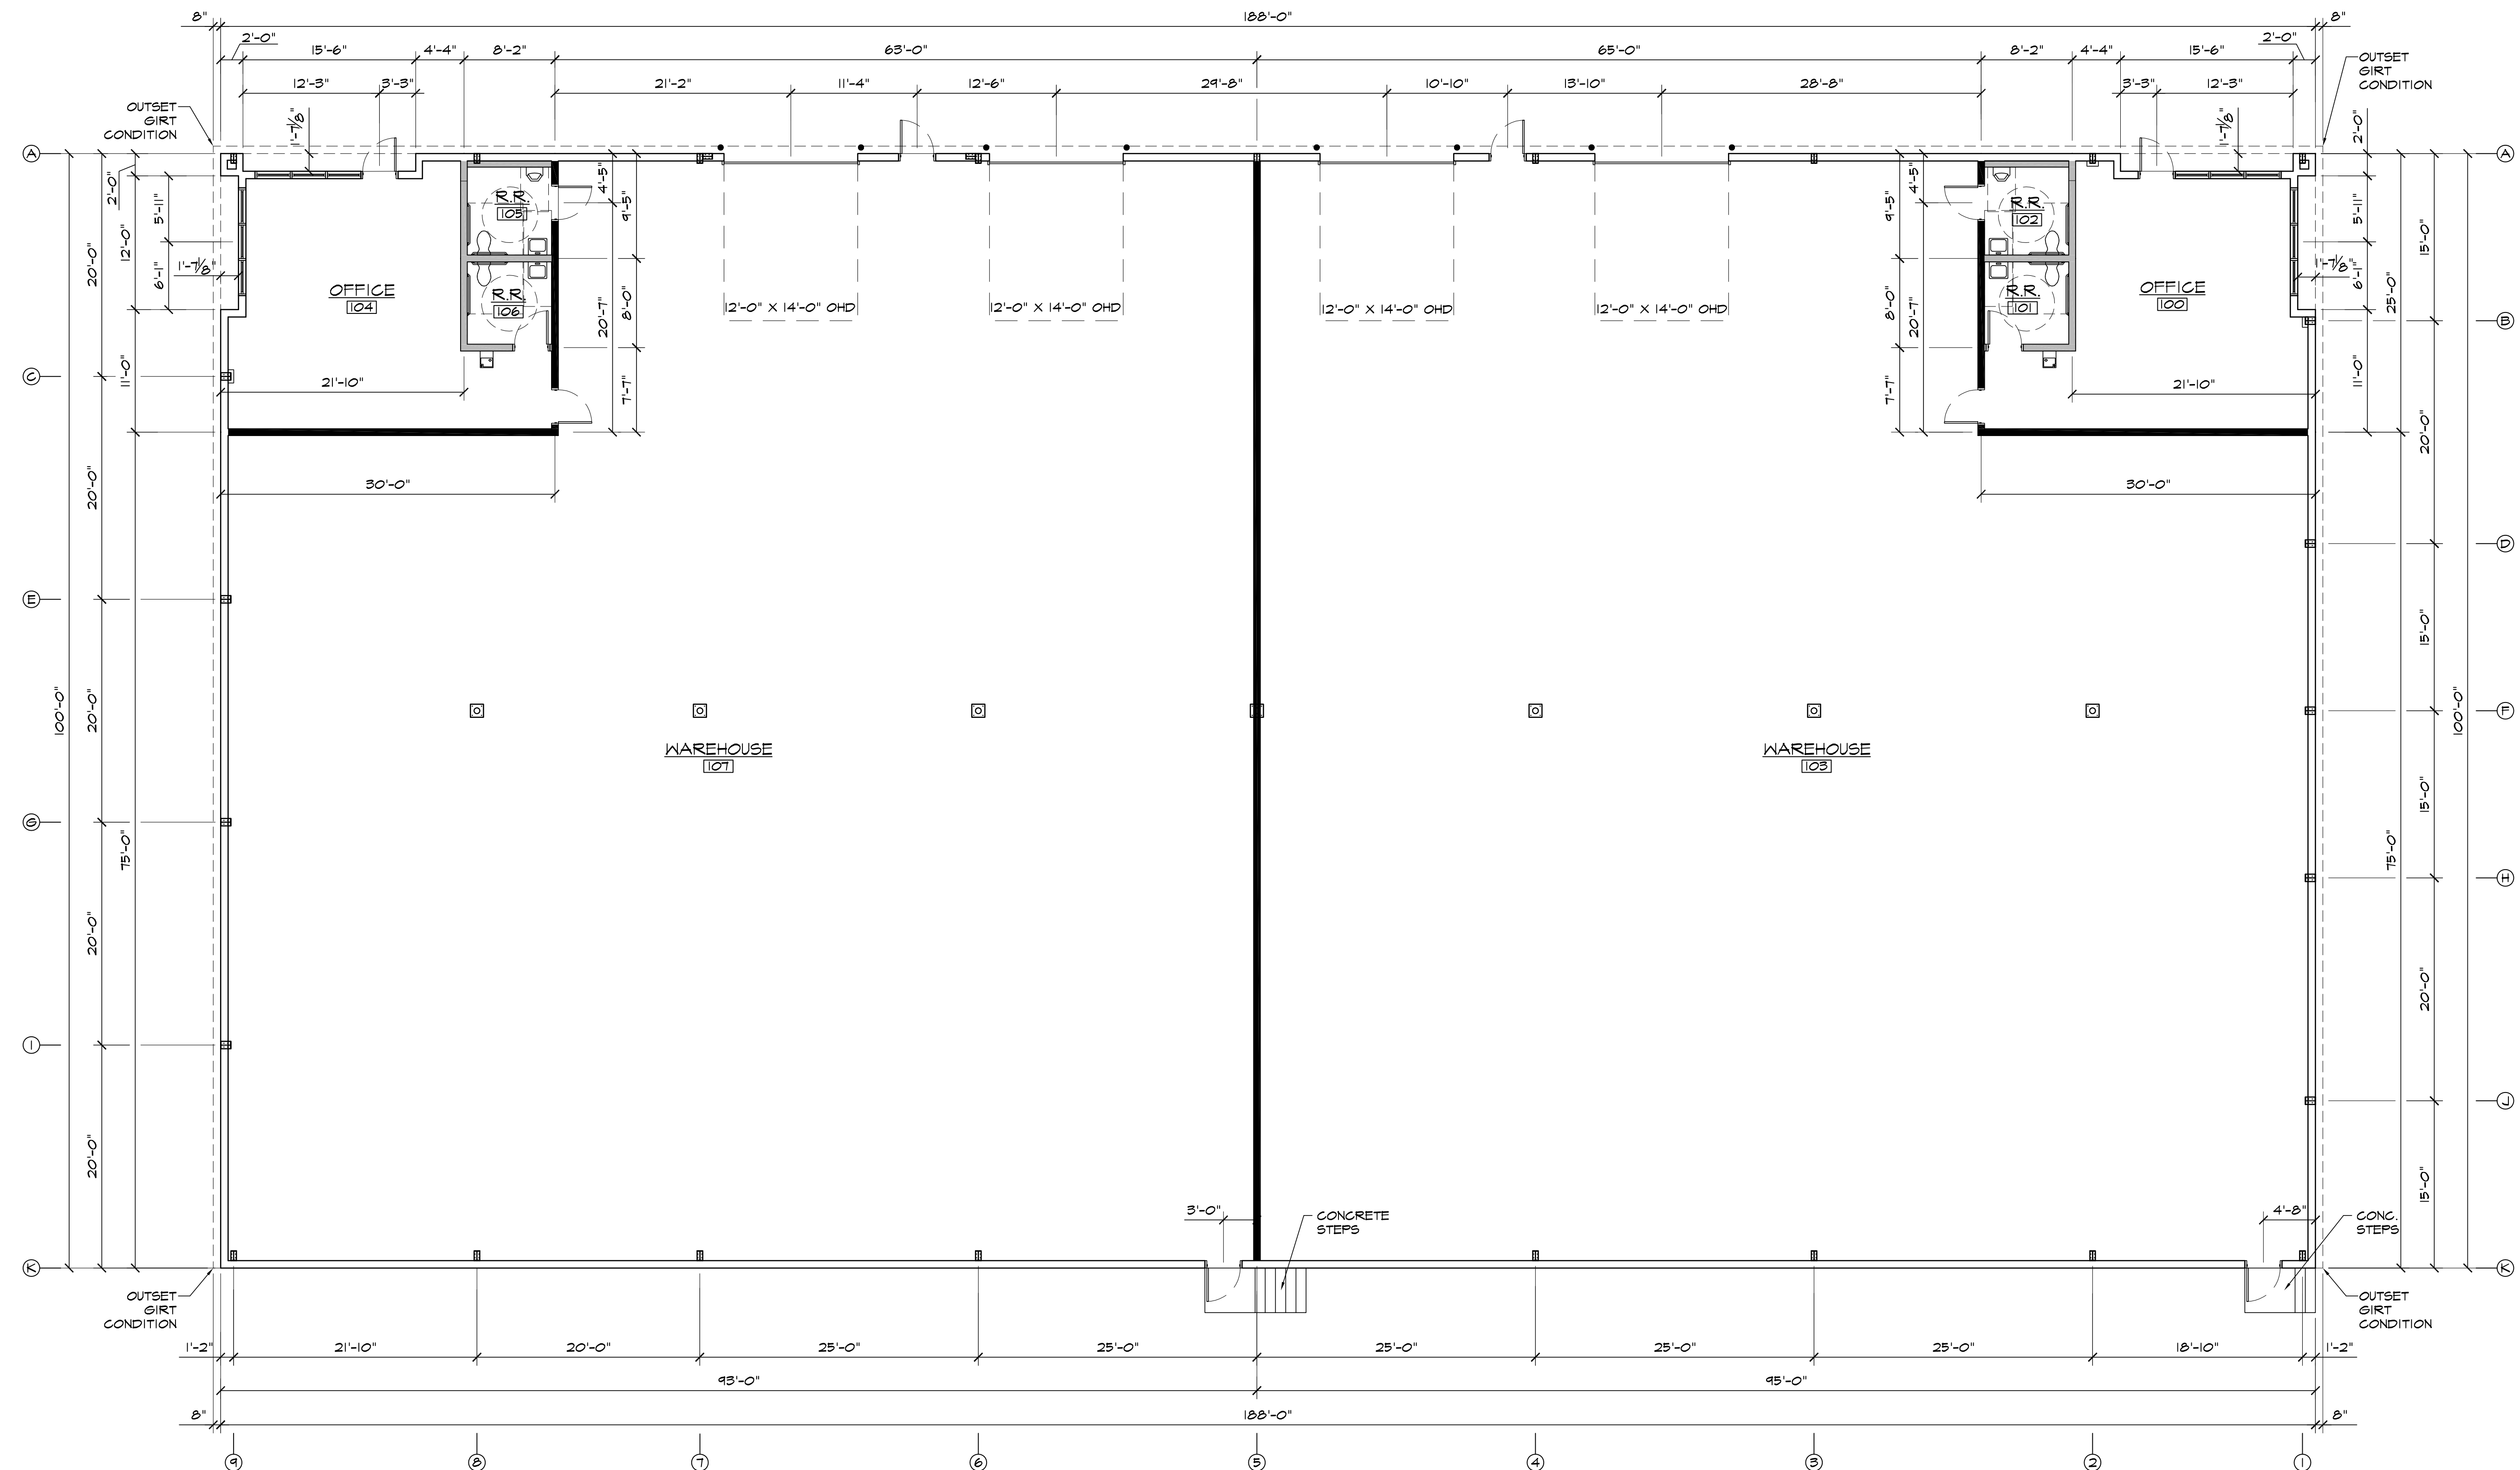 8" 188'-0" 8"
2'-0" 15'-6" 4'-4" 8'-2" 63'-0" 65'-0" 8'-2" 4'-4" 15'-6" 2'-0"
12'-3" 3'-3" 21'-2" 11'-4" 12'-6" 29'-8" 10'-10" 13'-10" 28'-8" 3'-3" 12'-3"
OUTSET
GIRT
CONDITION
OUTSET
GIRT
CONDITION
1'-7/8"
1'-7/8"
2'-0"
A
A
2'-0"
5'-11"
12'-0"
20'-0"
6'-1"
1'-7/8"
11'-0"
C
OFFICE
104
R.R.
105
R.R.
106
4'-5"
9'-5"
20'-7"
8'-0"
7'-7"
21'-10"
30'-0"
12'-0" X 14'-0" OHD
12'-0" X 14'-0" OHD
12'-0" X 14'-0" OHD
12'-0" X 14'-0" OHD
4'-5"
9'-5"
8'-0"
20'-7"
7'-7"
R.R.
102
R.R.
101
OFFICE
100
21'-10"
30'-0"
5'-11"
15'-0"
1'-7/8"
6'-1"
25'-0"
B
11'-0"
20'-0"
20'-0"
D
E
15'-0"
100'-0"
20'-0"
100'-0"
F
WAREHOUSE
107
WAREHOUSE
103
G
15'-0"
75'-0"
75'-0"
H
20'-0"
20'-0"
I
J
20'-0"
15'-0"
3'-0"
CONCRETE
STEPS
4'-8"
CONC.
STEPS
K
K
OUTSET
GIRT
CONDITION
OUTSET
GIRT
CONDITION
1'-2" 21'-10" 20'-0" 25'-0" 25'-0" 25'-0" 25'-0" 25'-0" 18'-10" 1'-2"
93'-0" 95'-0"
8" 188'-0" 8"
9 8 7 6 5 4 3 2 1